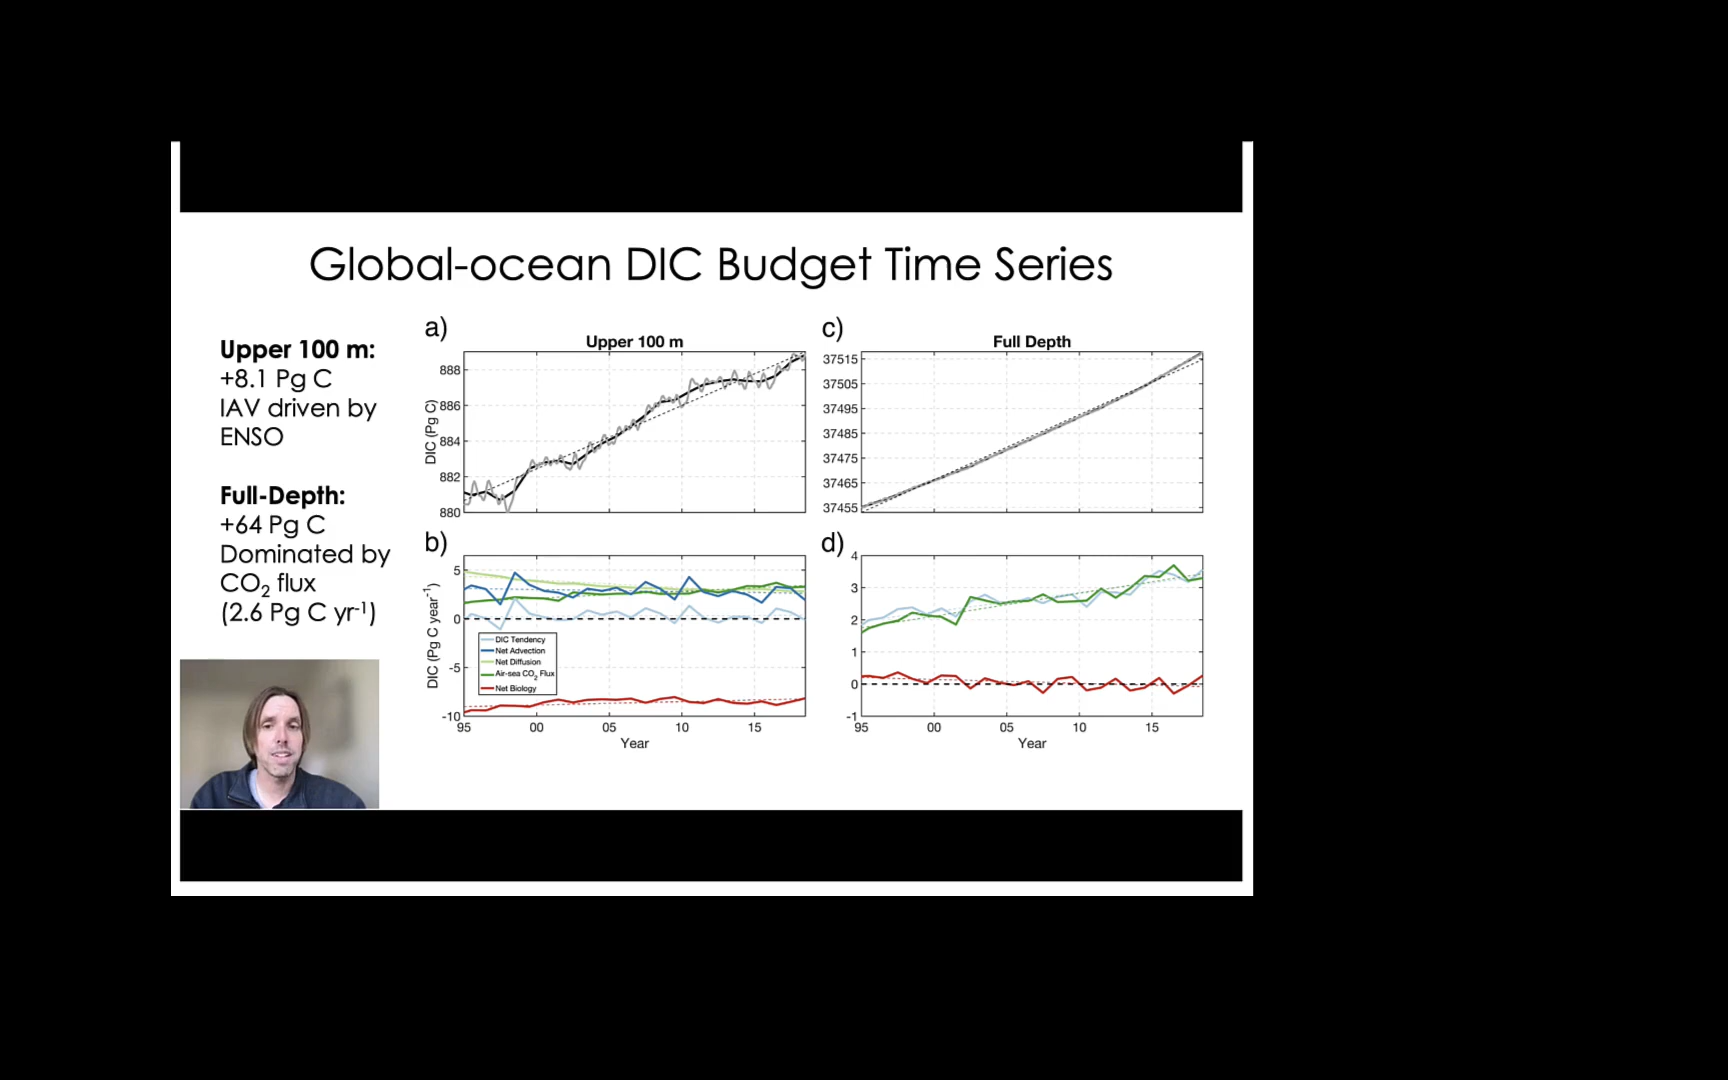 Global-ocean DIC Budget Time Series
Upper 100 m:
+8.1 Pg C
IAV driven by
ENSO
Full-Depth:
+64 Pg C
Dominated by
CO₂ flux
(2.6 Pg C yr⁻¹)
a)
Upper 100 m
DIC (Pg C)
888
886
884
882
880
b)
DIC (Pg C year⁻¹)
5
0
-5
-10
DIC Tendency
Net Advection
Net Diffusion
Air-sea CO₂ Flux
Net Biology
95 00 05 10 15
Year
c)
Full Depth
37515
37505
37495
37485
37475
37465
37455
d)
4
3
2
1
0
-1
95 00 05 10 15
Year